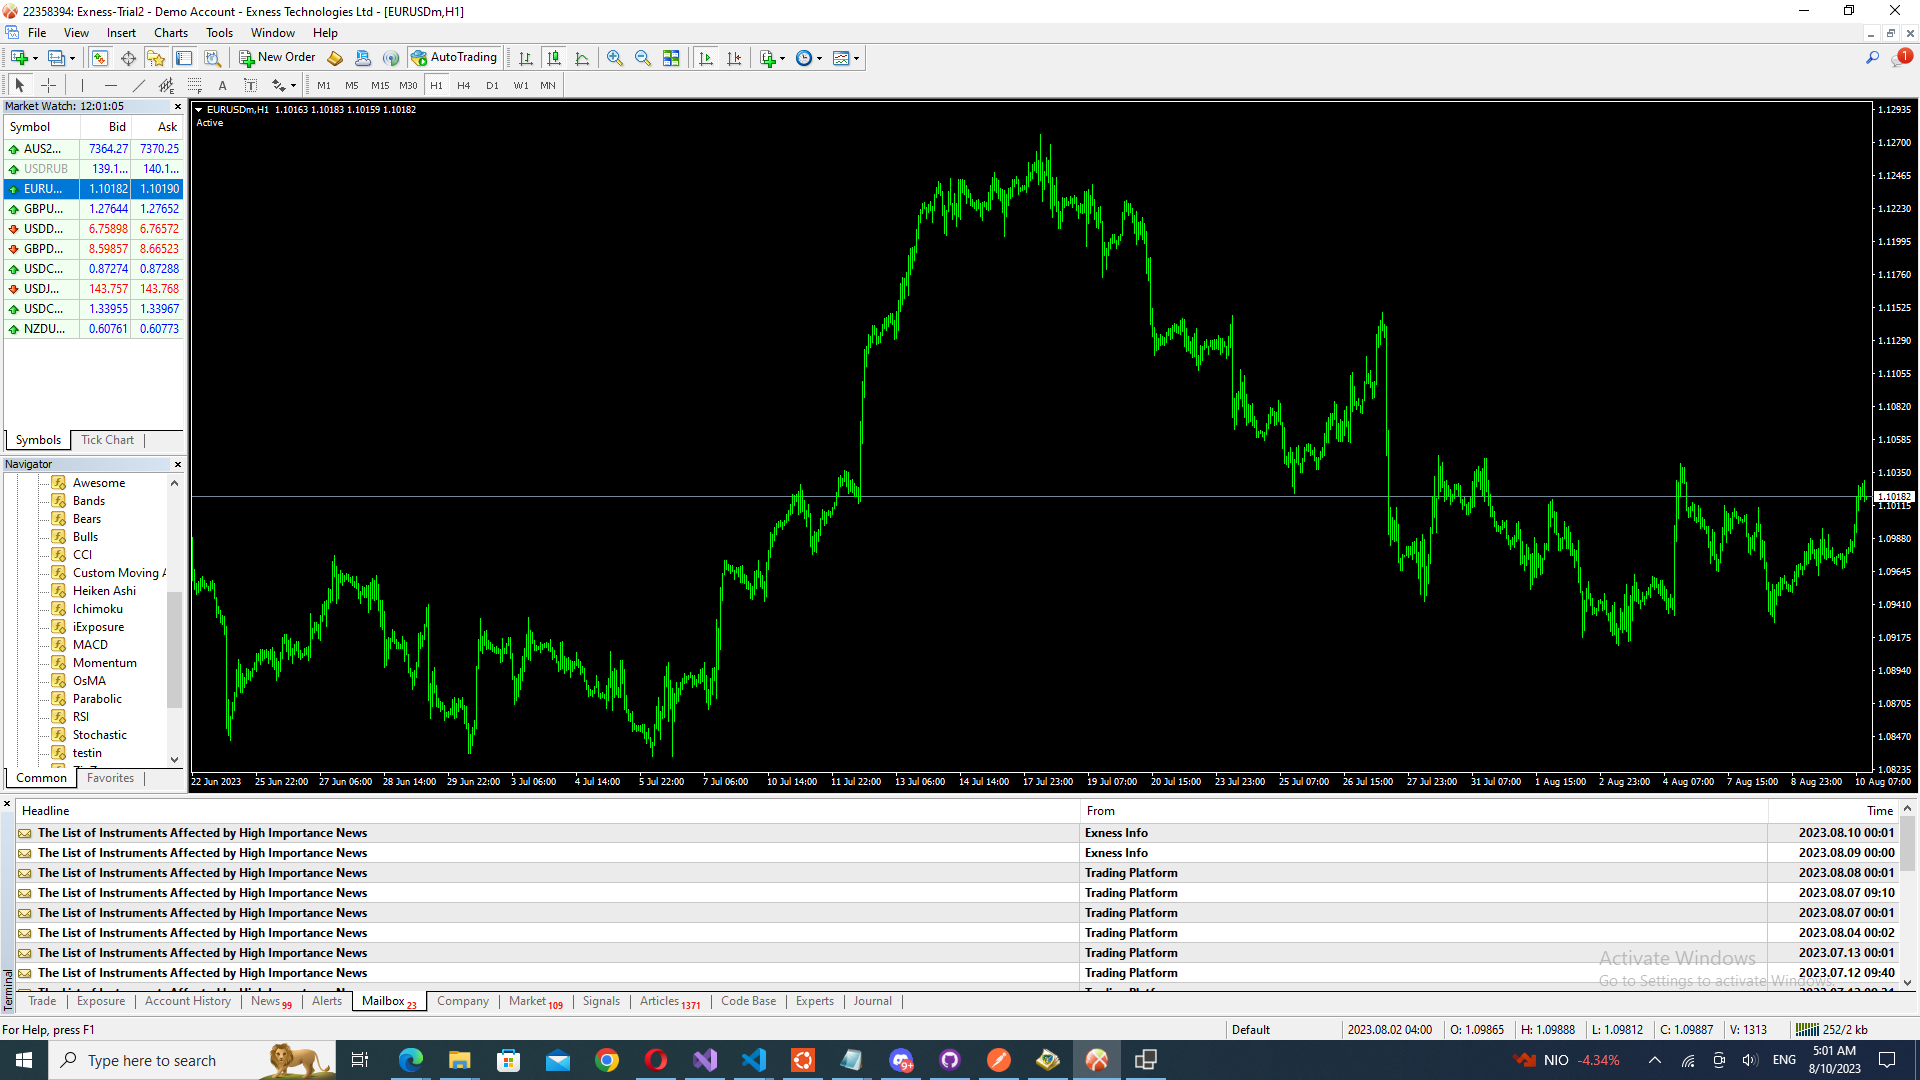 22358394: Exness-Trial2 - Demo Account - Exness Technologies Ltd - [EURUSDm,H1]
File View Insert Charts Tools Window Help
New Order AutoTrading 1
A T M1 M5 M15 M30 H1 H4 D1 W1 MN
Market Watch: 12:01:05
Symbol Bid Ask
AUS2... 7364.27 7370.25
USDRUB 139.1... 140.1...
EURU... 1.10182 1.10190
GBPU... 1.27644 1.27652
USDD... 6.75898 6.76572
GBPD... 8.59857 8.66523
USDC... 0.87274 0.87288
USDJ... 143.757 143.768
USDC... 1.33955 1.33967
NZDU... 0.60761 0.60773
Symbols Tick Chart
Navigator
Awesome
Bands
Bears
Bulls
CCI
Custom Moving A
Heiken Ashi
Ichimoku
iExposure
MACD
Momentum
OsMA
Parabolic
RSI
Stochastic
testin
Common Favorites
EURUSDm,H1 1.10163 1.10183 1.10159 1.10182
Active
1.12935
1.12700
1.12465
1.12230
1.11995
1.11760
1.11525
1.11290
1.11055
1.10820
1.10585
1.10350
1.10182
1.10115
1.09880
1.09645
1.09410
1.09175
1.08940
1.08705
1.08470
1.08235
22 Jun 2023 25 Jun 22:00 27 Jun 06:00 28 Jun 14:00 29 Jun 22:00 3 Jul 06:00 4 Jul 14:00 5 Jul 22:00 7 Jul 06:00 10 Jul 14:00 11 Jul 22:00 13 Jul 06:00 14 Jul 14:00 17 Jul 23:00 19 Jul 07:00 20 Jul 15:00 23 Jul 23:00 25 Jul 07:00 26 Jul 15:00 27 Jul 23:00 31 Jul 07:00 1 Aug 15:00 2 Aug 23:00 4 Aug 07:00 7 Aug 15:00 8 Aug 23:00 10 Aug 07:00
Headline From Time
The List of Instruments Affected by High Importance News Exness Info 2023.08.10 00:01
The List of Instruments Affected by High Importance News Exness Info 2023.08.09 00:00
The List of Instruments Affected by High Importance News Trading Platform 2023.08.08 00:01
The List of Instruments Affected by High Importance News Trading Platform 2023.08.07 09:10
The List of Instruments Affected by High Importance News Trading Platform 2023.08.07 00:01
The List of Instruments Affected by High Importance News Trading Platform 2023.08.04 00:02
The List of Instruments Affected by High Importance News Trading Platform 2023.07.13 00:01
The List of Instruments Affected by High Importance News Trading Platform 2023.07.12 09:40
Activate Windows
Go to Settings to activate Windows.
Terminal
Trade Exposure Account History News 99 Alerts Mailbox 23 Company Market 109 Signals Articles 1371 Code Base Experts Journal
For Help, press F1 Default 2023.08.02 04:00 O: 1.09865 H: 1.09888 L: 1.09812 C: 1.09887 V: 1313 252/2 kb
Type here to search 9+ NIO -4.34% ENG 5:01 AM
8/10/2023